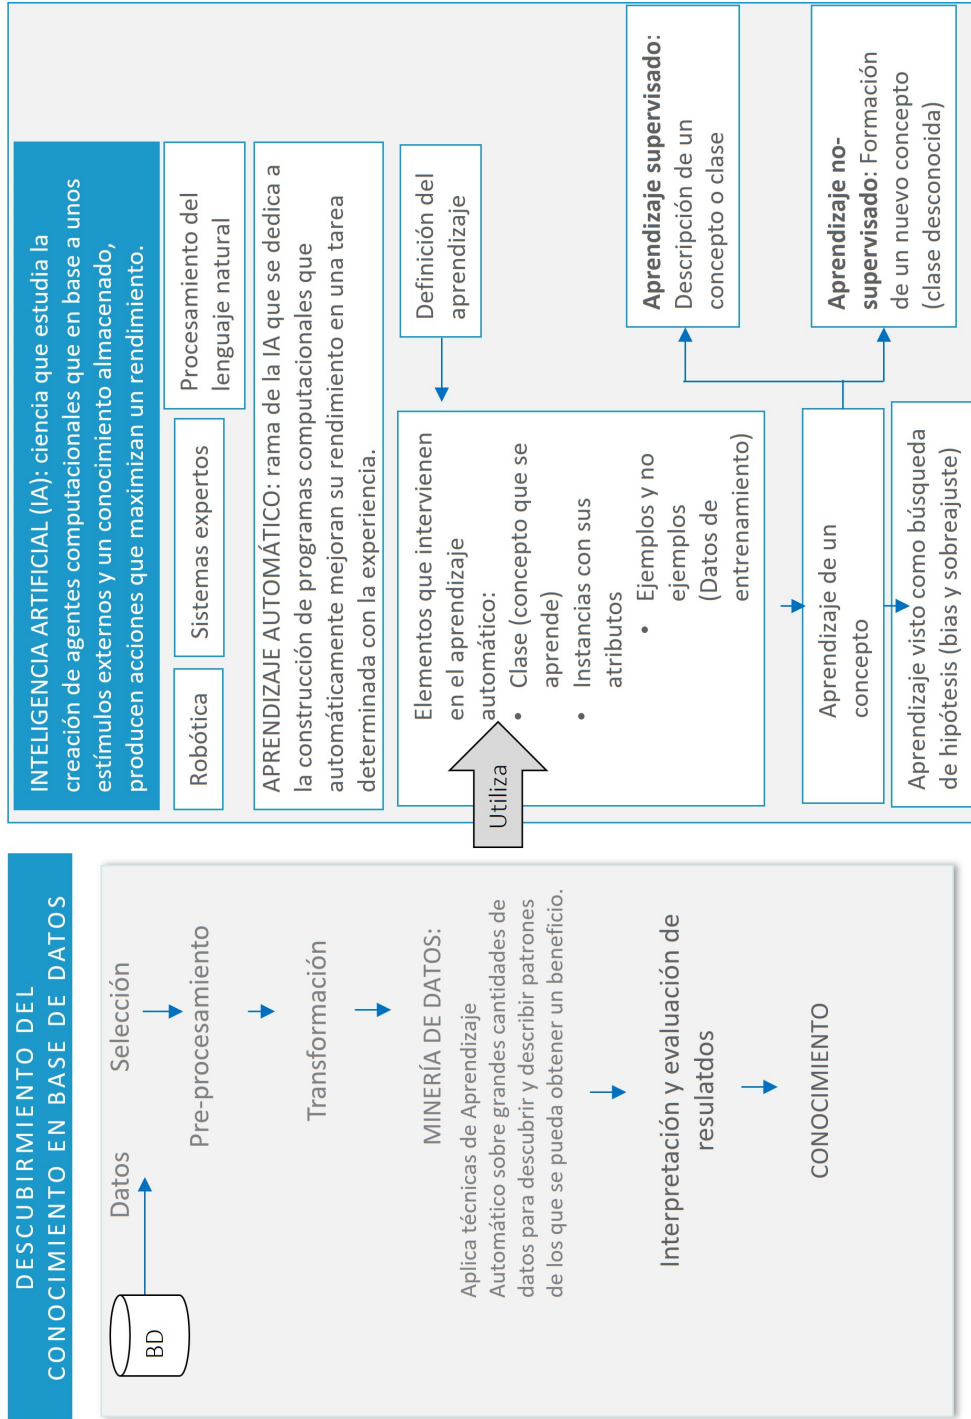 DESCUBIRMIENTO DEL
CONOCIMIENTO EN BASE DE DATOS
BD
Datos
Selección
Pre-procesamiento
Transformación
MINERÍA DE DATOS:
Aplica técnicas de Aprendizaje
Automático sobre grandes cantidades de
datos para descubrir y describir patrones
de los que se pueda obtener un beneficio.
Interpretación y evaluación de
resulatdos
CONOCIMIENTO
Utiliza
INTELIGENCIA ARTIFICIAL (IA): ciencia que estudia la
creación de agentes computacionales que en base a unos
estímulos externos y un conocimiento almacenado,
producen acciones que maximizan un rendimiento.
Robótica
Sistemas expertos
Procesamiento del
lenguaje natural
APRENDIZAJE AUTOMÁTICO: rama de la IA que se dedica a
la construcción de programas computacionales que
automáticamente mejoran su rendimiento en una tarea
determinada con la experiencia.
Elementos que intervienen
en el aprendizaje
automático:
• Clase (concepto que se
aprende)
• Instancias con sus
atributos
• Ejemplos y no
ejemplos
(Datos de
entrenamiento)
Definición del
aprendizaje
Aprendizaje de un
concepto
Aprendizaje visto como búsqueda
de hipótesis (bias y sobreajuste)
Aprendizaje supervisado:
Descripción de un
concepto o clase
Aprendizaje no-
supervisado: Formación
de un nuevo concepto
(clase desconocida)